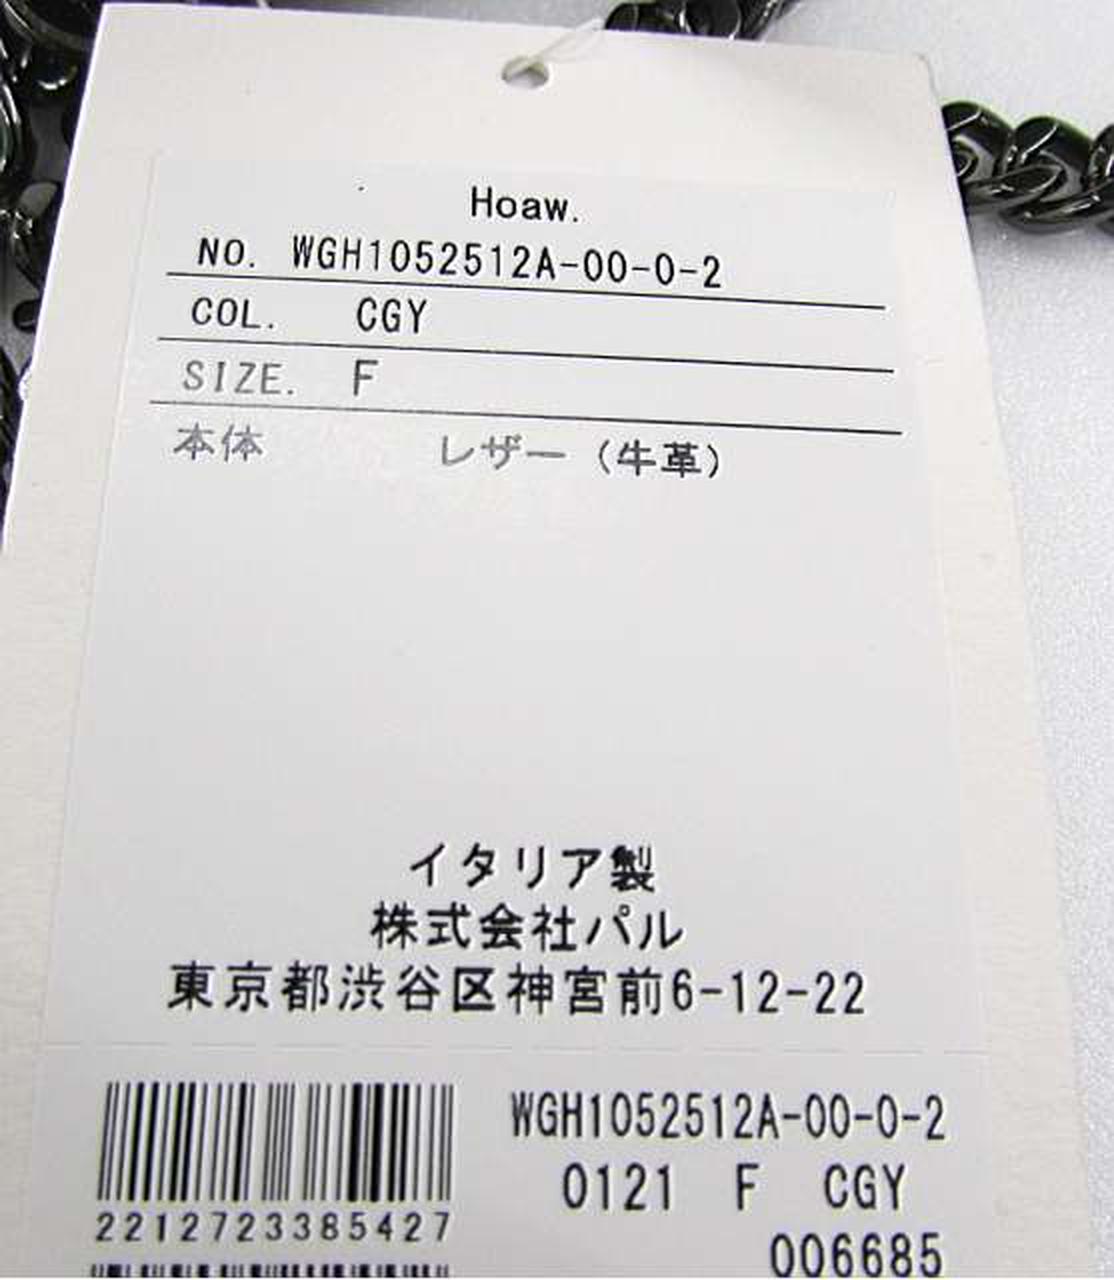 Hoaw.
NO. WGH1052512A-00-0-2
COL. CGY
SIZE. F
本体 レザー（牛革）
イタリア製
株式会社パル
東京都渋谷区神宮前6-12-22
WGH1052512A-00-0-2
0121 F CGY
2212723385427
006685